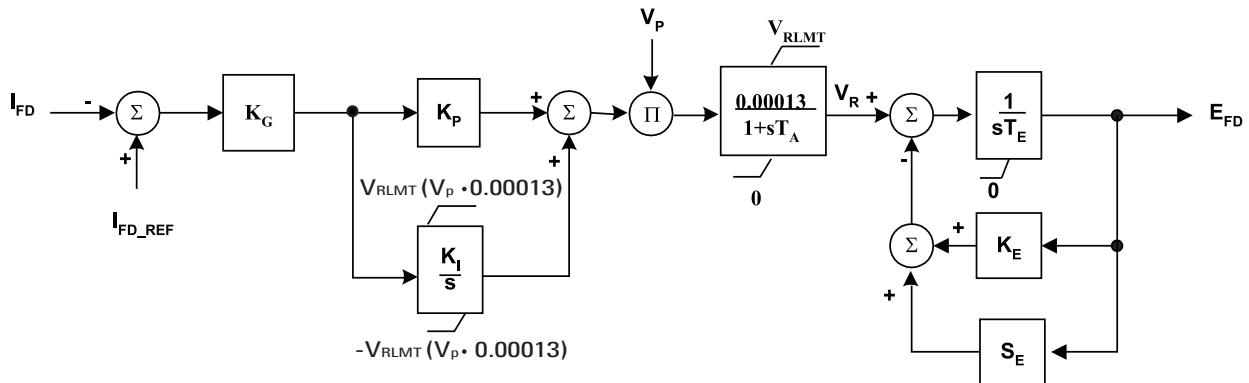 V_P
V_RLMT
I_FD
-
Σ
+
I_FD_REF
K_G
K_P
+
Σ
+
Π
0.00013
1+sT_A
0
V_R
+
Σ
-
1
sT_E
0
E_FD
V_RLMT (V_p • 0.00013)
K_I
s
-V_RLMT (V_p • 0.00013)
Σ
+
K_E
+
S_E